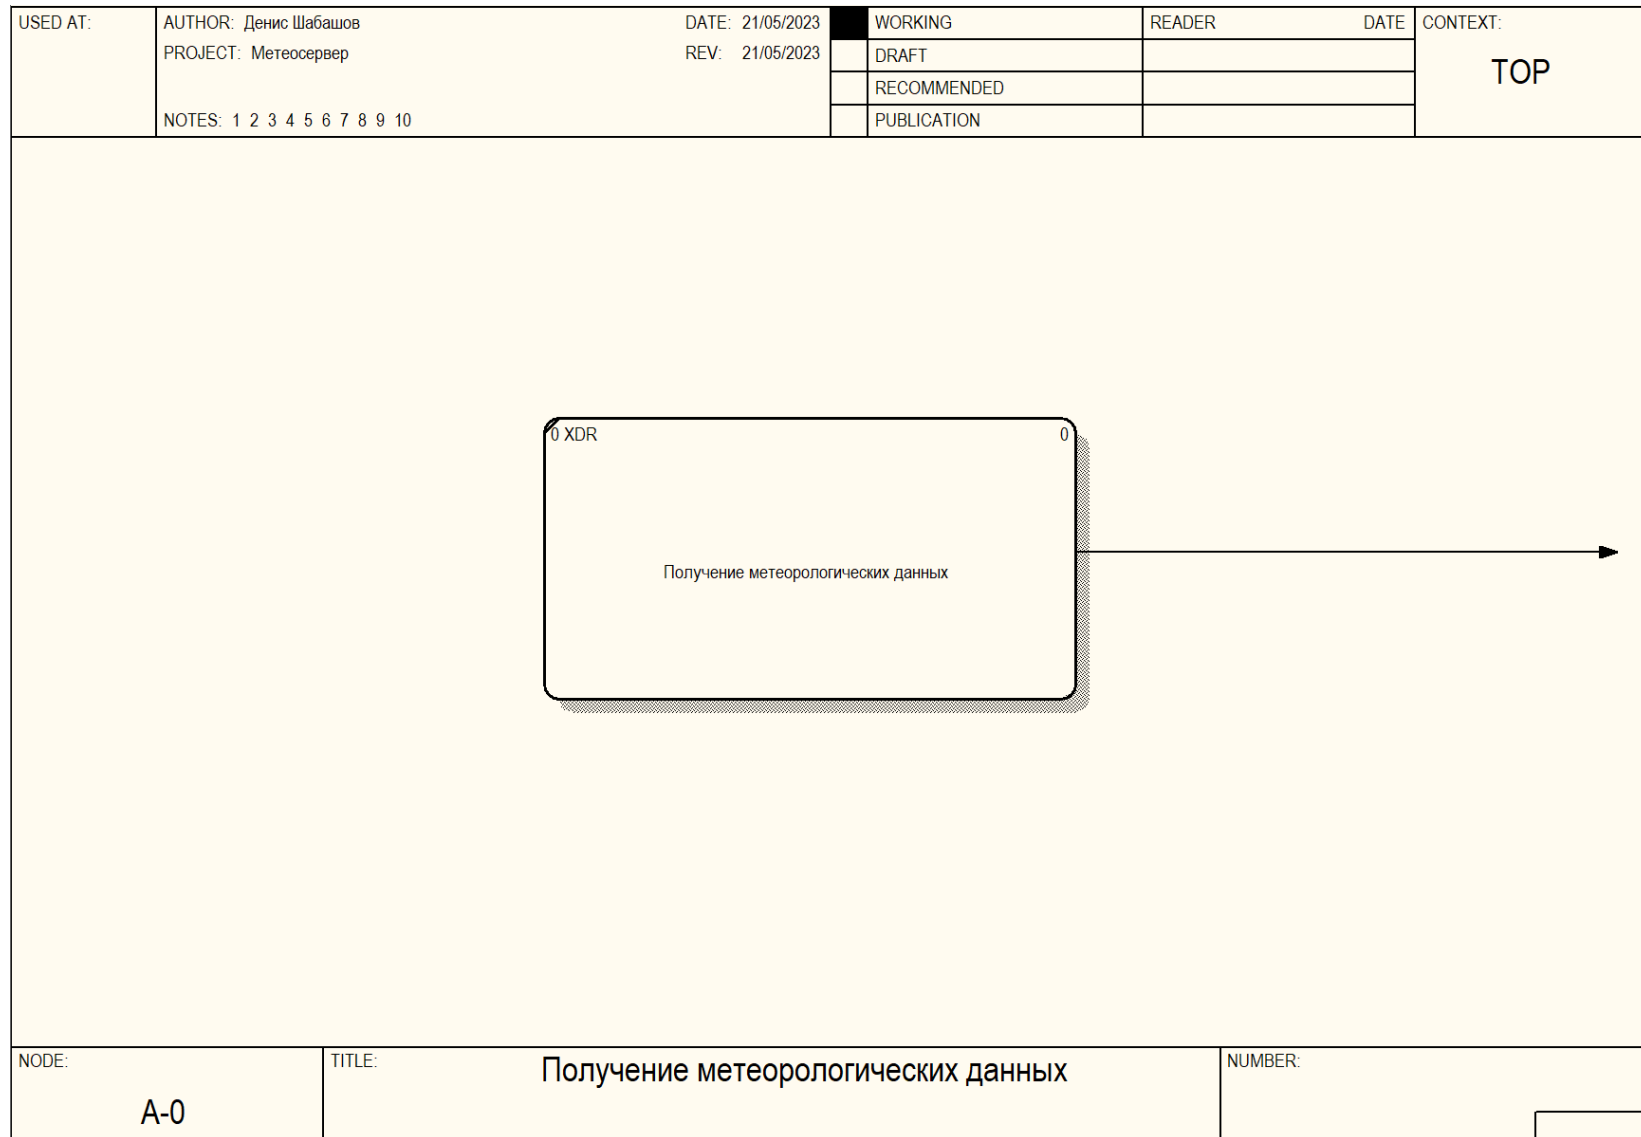 USED AT:
AUTHOR: Денис Шабашов
DATE: 21/05/2023
PROJECT: Метеосервер
REV: 21/05/2023
NOTES: 1 2 3 4 5 6 7 8 9 10
WORKING
DRAFT
RECOMMENDED
PUBLICATION
READER DATE
CONTEXT:
TOP
0 XDR 0
Получение метеорологических данных
NODE:
A-0
TITLE:
Получение метеорологических данных
NUMBER: